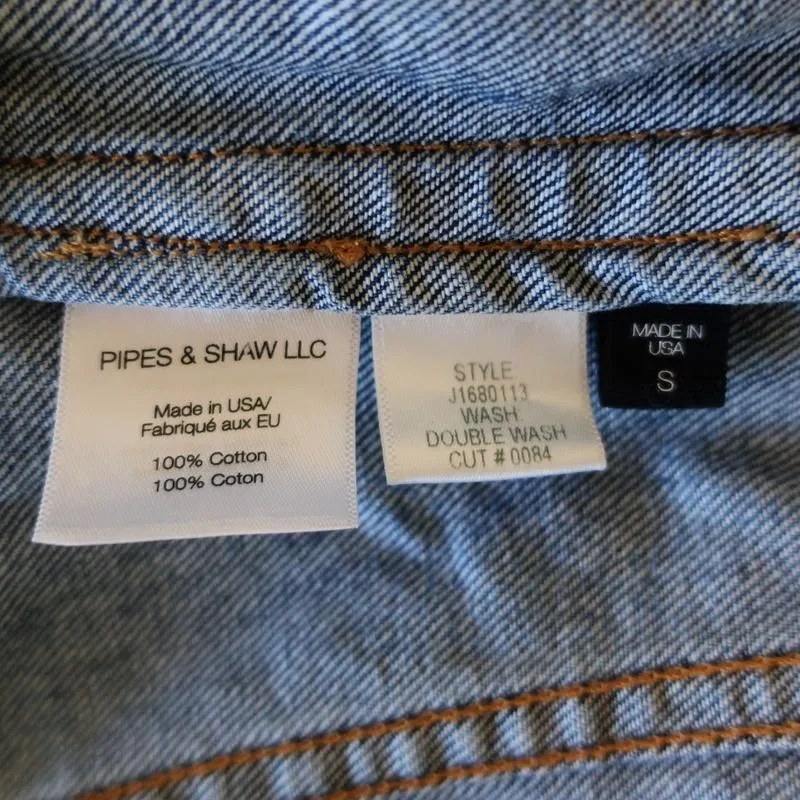 PIPES & SHAW LLC
Made in USA/
Fabriqué aux EU
100% Cotton
100% Coton
STYLE
J1680113
WASH:
DOUBLE WASH
CUT # 0084
MADE IN
USA
S